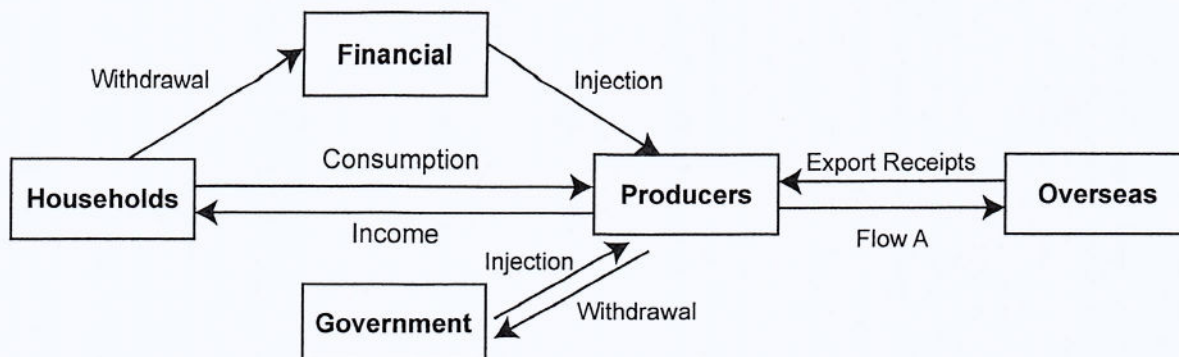 Financial
Withdrawal
Injection
Consumption
Export Receipts
Households
Producers
Overseas
Income
Flow A
Injection
Government
Withdrawal